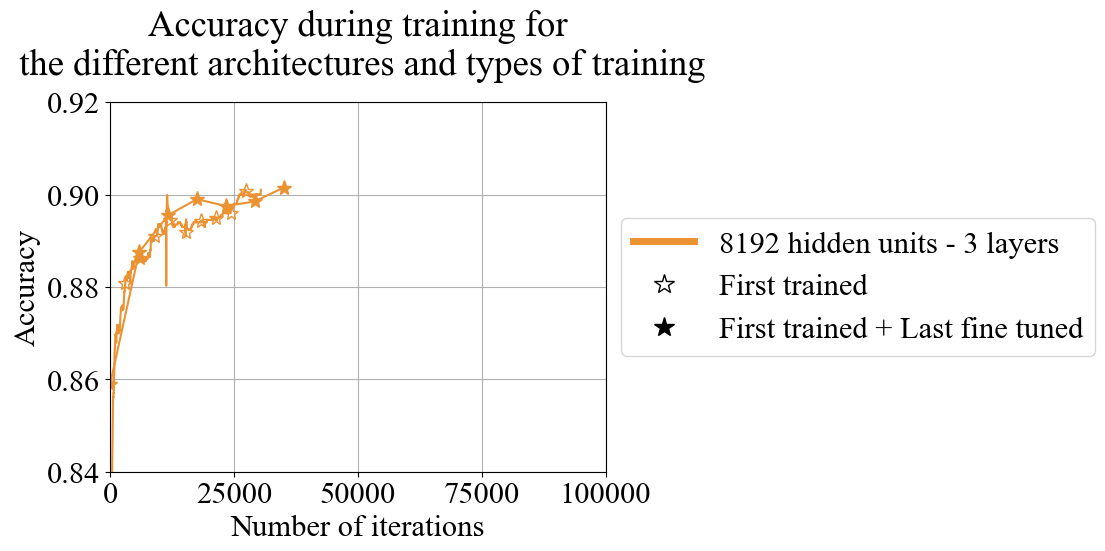 Accuracy during training for
the different architectures and types of training
0.92
0.90
0.88
0.86
0.84
Accuracy
0
25000
50000
75000
100000
Number of iterations
8192 hidden units - 3 layers
First trained
First trained + Last fine tuned